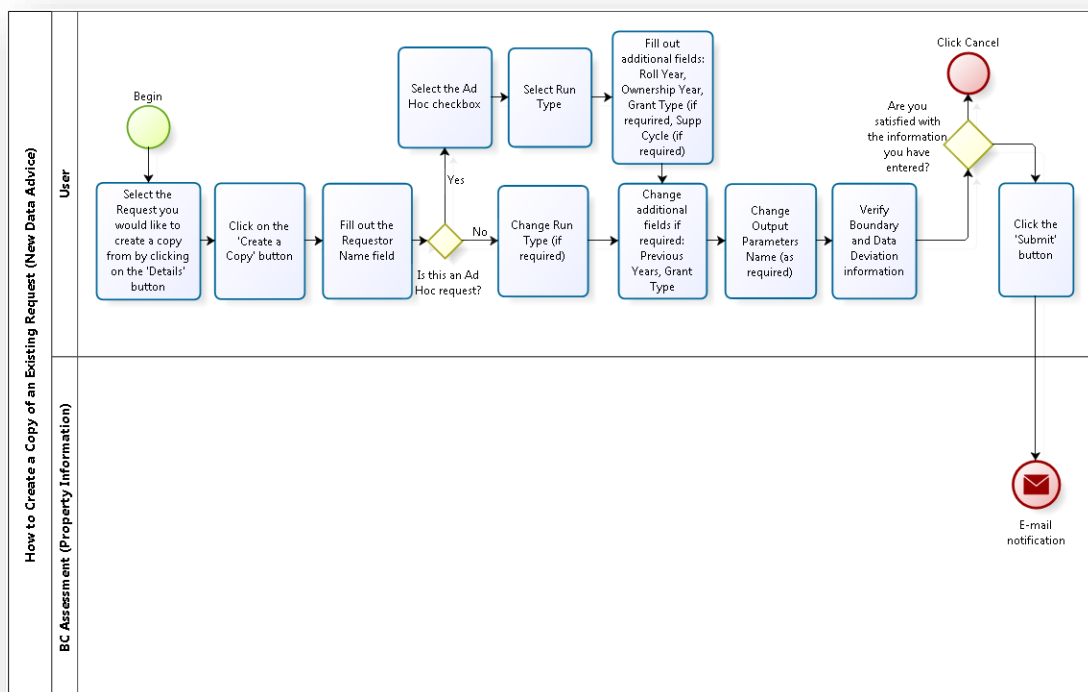 How to Create a Copy of an Existing Request (New Data Advice)
User
Begin
Select the
Request you
would like to
create a copy
from by clicking
on the 'Details'
button
Click on the
'Create a
Copy' button
Fill out the
Requestor
Name field
Is this an Ad
Hoc request?
Yes
No
Select the Ad
Hoc checkbox
Select Run
Type
Fill out
additional fields:
Roll Year,
Ownership Year,
Grant Type (if
requrired, Supp
Cycle (if
required)
Change Run
Type (if
required)
Change
additional
fields if
required:
Previous
Years, Grant
Type
Change
Output
Parameters
Name (as
required)
Verify
Boundary
and Data
Deviation
information
Are you
satisfied with
the information
you have
entered?
Click Cancel
Click the
'Submit'
button
BC Assessment (Property Information)
E-mail
notification